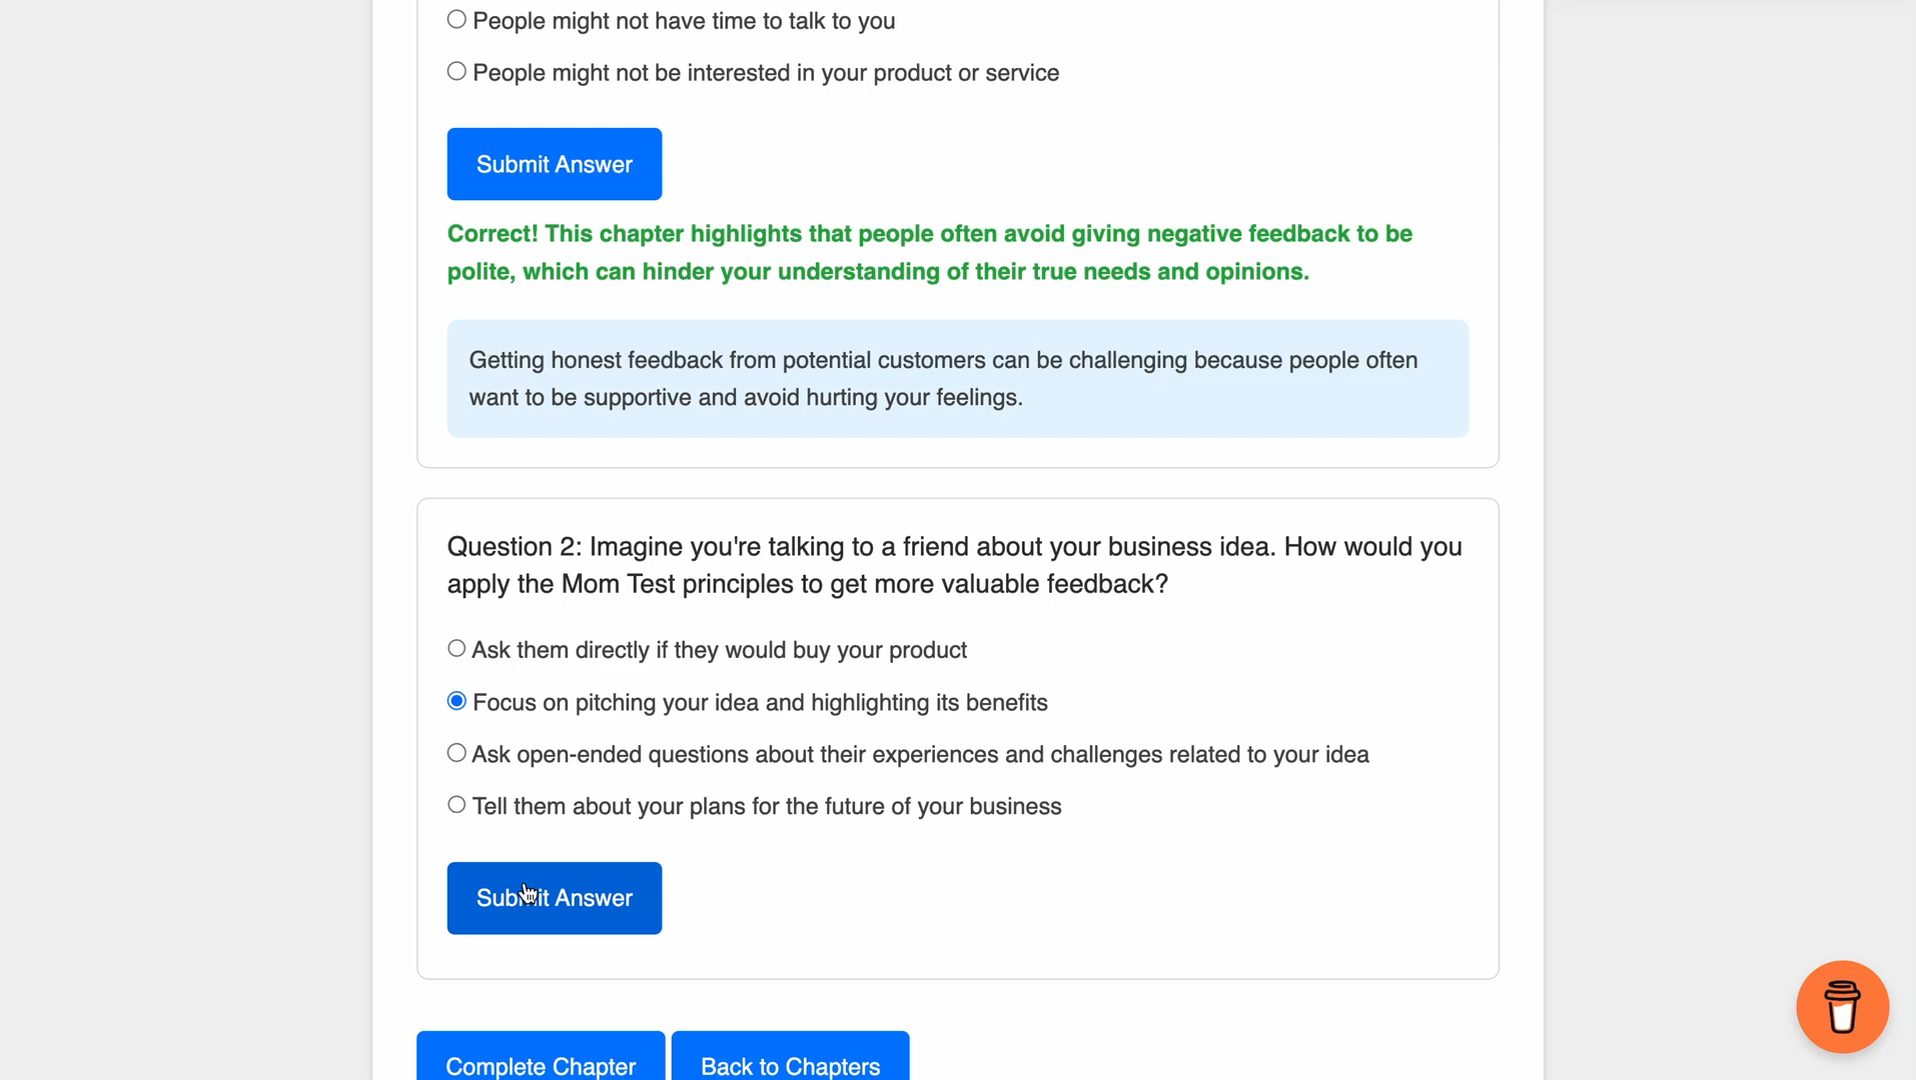 People might not have time to talk to you
People might not be interested in your product or service
Submit Answer
Correct! This chapter highlights that people often avoid giving negative feedback to be
polite, which can hinder your understanding of their true needs and opinions.
Getting honest feedback from potential customers can be challenging because people often
want to be supportive and avoid hurting your feelings.
Question 2: Imagine you're talking to a friend about your business idea. How would you
apply the Mom Test principles to get more valuable feedback?
Ask them directly if they would buy your product
Focus on pitching your idea and highlighting its benefits
Ask open-ended questions about their experiences and challenges related to your idea
Tell them about your plans for the future of your business
Submit Answer
Complete Chapter Back to Chapters